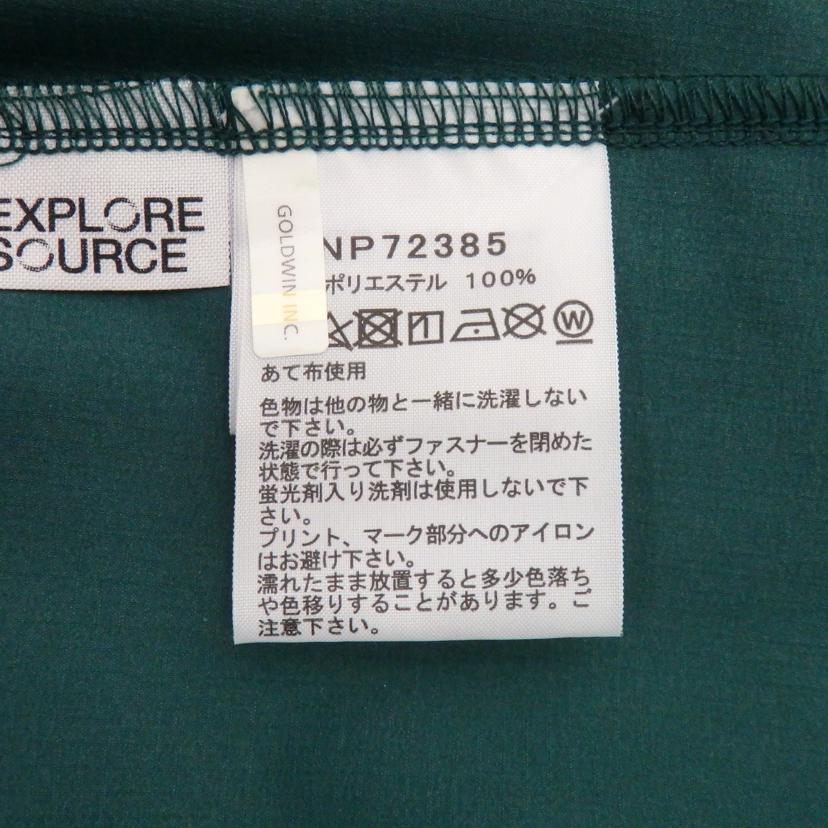 EXPLORE
SOURCE
GOLDWIN INC.
NP72385
ポリエステル 100%
W
あて布使用
色物は他の物と一緒に洗濯しない
で下さい。
洗濯の際は必ずファスナーを閉めた
状態で行って下さい。
蛍光剤入り洗剤は使用しないで下
さい。
プリント、マーク部分へのアイロン
はお避け下さい。
濡れたまま放置すると多少色落ち
や色移りすることがあります。ご
注意下さい。